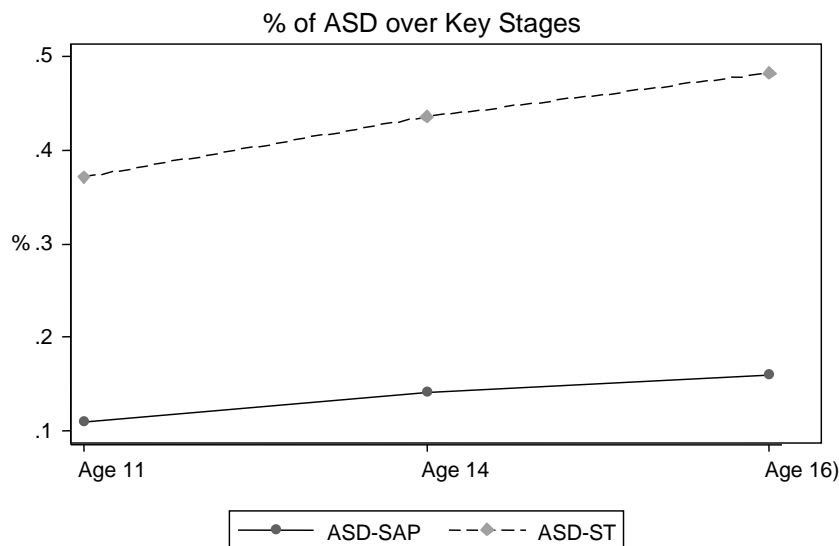 % of ASD over Key Stages
.5
.4
% .3
.2
.1
Age 11 Age 14 Age 16)
ASD-SAP ASD-ST